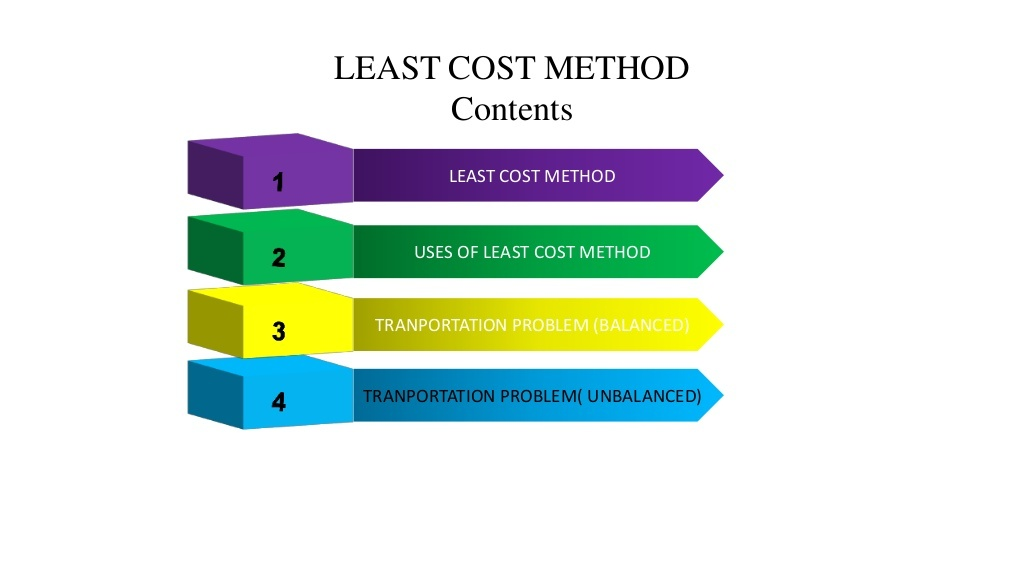 LEAST COST METHOD
Contents
1
LEAST COST METHOD
2
USES OF LEAST COST METHOD
3
TRANPORTATION PROBLEM (BALANCED)
4
TRANPORTATION PROBLEM( UNBALANCED)